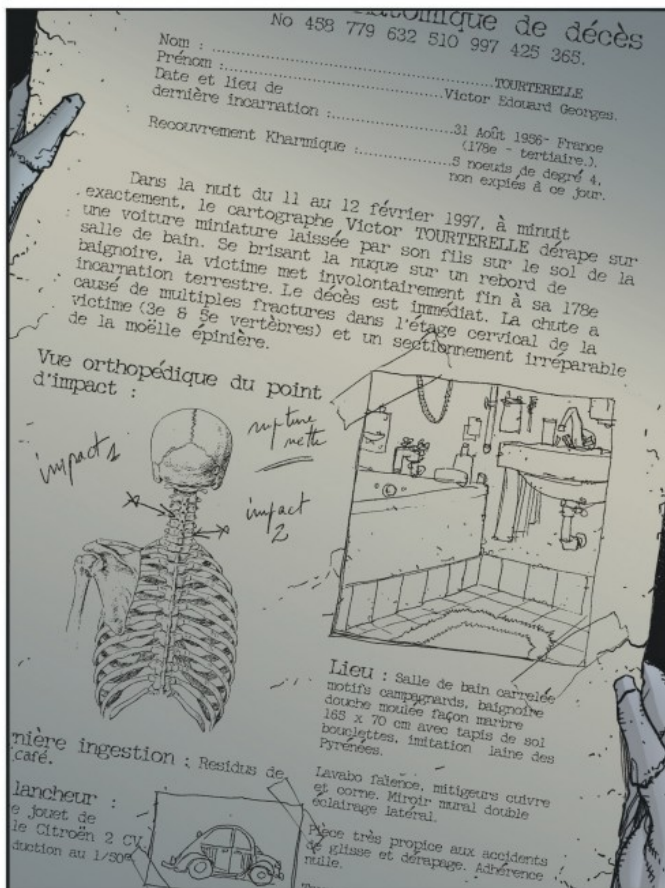 de décès
No 458 779 632 510 997 425 365.
Nom : TOURTERELLE
Prénom : Victor Edouard Georges.
Date et lieu de
dernière incarnation : 31 Août 1956- France
(178e - tertiaire.).
Recouvrement Kharmique : 5 noeuds de degré 4,
non expiés à ce jour.
Dans la nuit du 11 au 12 février 1997, à minuit
exactement, le cartographe Victor TOURTERELLE dérape sur
une voiture miniature laissée par son fils sur le sol de la
salle de bain. Se brisant la nuque sur un rebord de
baignoire, la victime met involontairement fin à sa 178e
incarnation terrestre. Le décès est immédiat. La chute a
causé de multiples fractures dans l'étage cervical de la
victime (3e & 5e vertèbres) et un sectionnement irréparable
de la moëlle épinière.
Vue orthopédique du point
d'impact :
impact 1
rupture
nette
impact
2
Lieu : Salle de bain carrelée
motifs campagnards, baignoire
douche moulée façon marbre
165 x 70 cm avec tapis de sol
bouclettes, imitation laine des
Pyrénées.
Lavabo faïence, mitigeurs cuivre
et corne. Miroir mural double
éclairage latéral.
Pièce très propice aux accidents
de glisse et dérapage. Adhérence
nulle.
nière ingestion : Residus de
café.
lancheur :
e jouet de
le Citroën 2 CV
duction au 1/50e